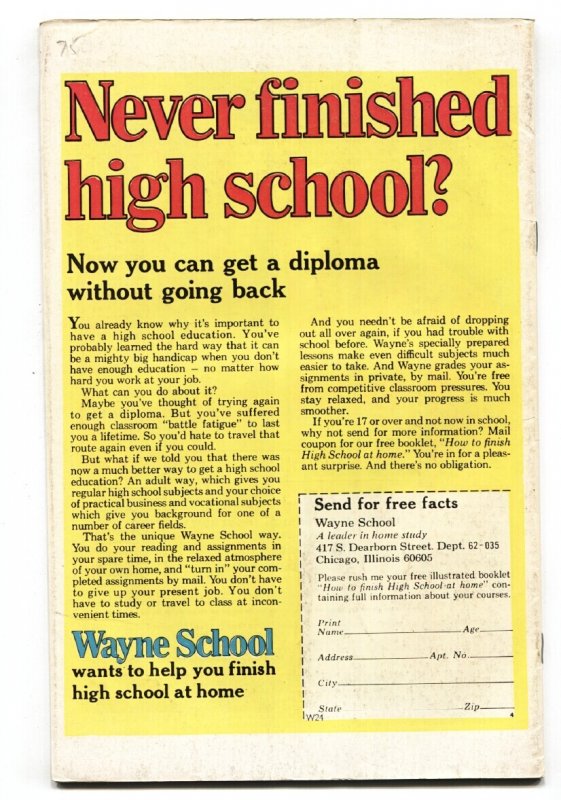 75
Never finished
high school?
Now you can get a diploma
without going back
You already know why it's important to
have a high school education. You've
probably learned the hard way that it can
be a mighty big handicap when you don't
have enough education — no matter how
hard you work at your job.
What can you do about it?
Maybe you've thought of trying again
to get a diploma. But you've suffered
enough classroom "battle fatigue" to last
you a lifetime. So you'd hate to travel that
route again even if you could.
But what if we told you that there was
now a much better way to get a high school
education? An adult way, which gives you
regular high school subjects and your choice
of practical business and vocational subjects
which give you background for one of a
number of career fields.
That's the unique Wayne School way.
You do your reading and assignments in
your spare time, in the relaxed atmosphere
of your own home, and "turn in" your com-
pleted assignments by mail. You don't have
to give up your present job. You don't
have to study or travel to class at incon-
venient times.
Wayne School
wants to help you finish
high school at home
And you needn't be afraid of dropping
out all over again, if you had trouble with
school before. Wayne's specially prepared
lessons make even difficult subjects much
easier to take. And Wayne grades your as-
signments in private, by mail. You're free
from competitive classroom pressures. You
stay relaxed, and your progress is much
smoother.
If you're 17 or over and not now in school,
why not send for more information? Mail
coupon for our free booklet, "How to finish
High School at home." You're in for a pleas-
ant surprise. And there's no obligation.
Send for free facts
Wayne School
A leader in home study
417 S. Dearborn Street. Dept. 62-035
Chicago, Illinois 60605
Please rush me your free illustrated booklet
"How to finish High School at home" con-
taining full information about your courses.
Print
Name Age
Address Apt. No.
City
State Zip
W24 4